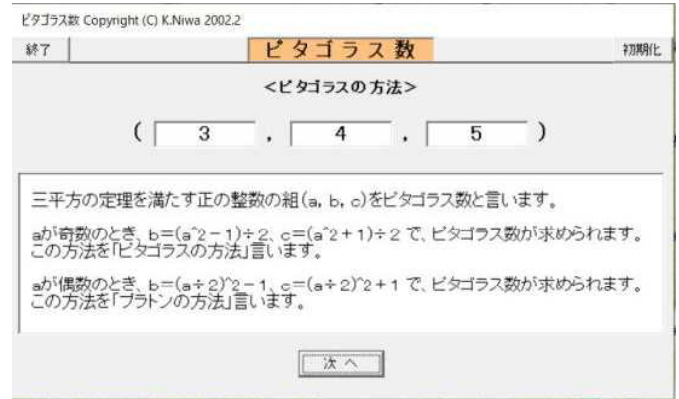 ピタゴラス数 Copyright (C) K.Niwa 2002.2
終了 ピタゴラス数 初期化
＜ピタゴラスの方法＞
( 3 , 4 , 5 )
三平方の定理を満たす正の整数の組(a, b, c)をピタゴラス数と言います。
aが奇数のとき、b=(a^2-1)÷2、c=(a^2+1)÷2 で、ピタゴラス数が求められます。
この方法を「ピタゴラスの方法」言います。
aが偶数のとき、b=(a÷2)^2-1、c=(a÷2)^2+1 で、ピタゴラス数が求められます。
この方法を「プラトンの方法」言います。
次 へ